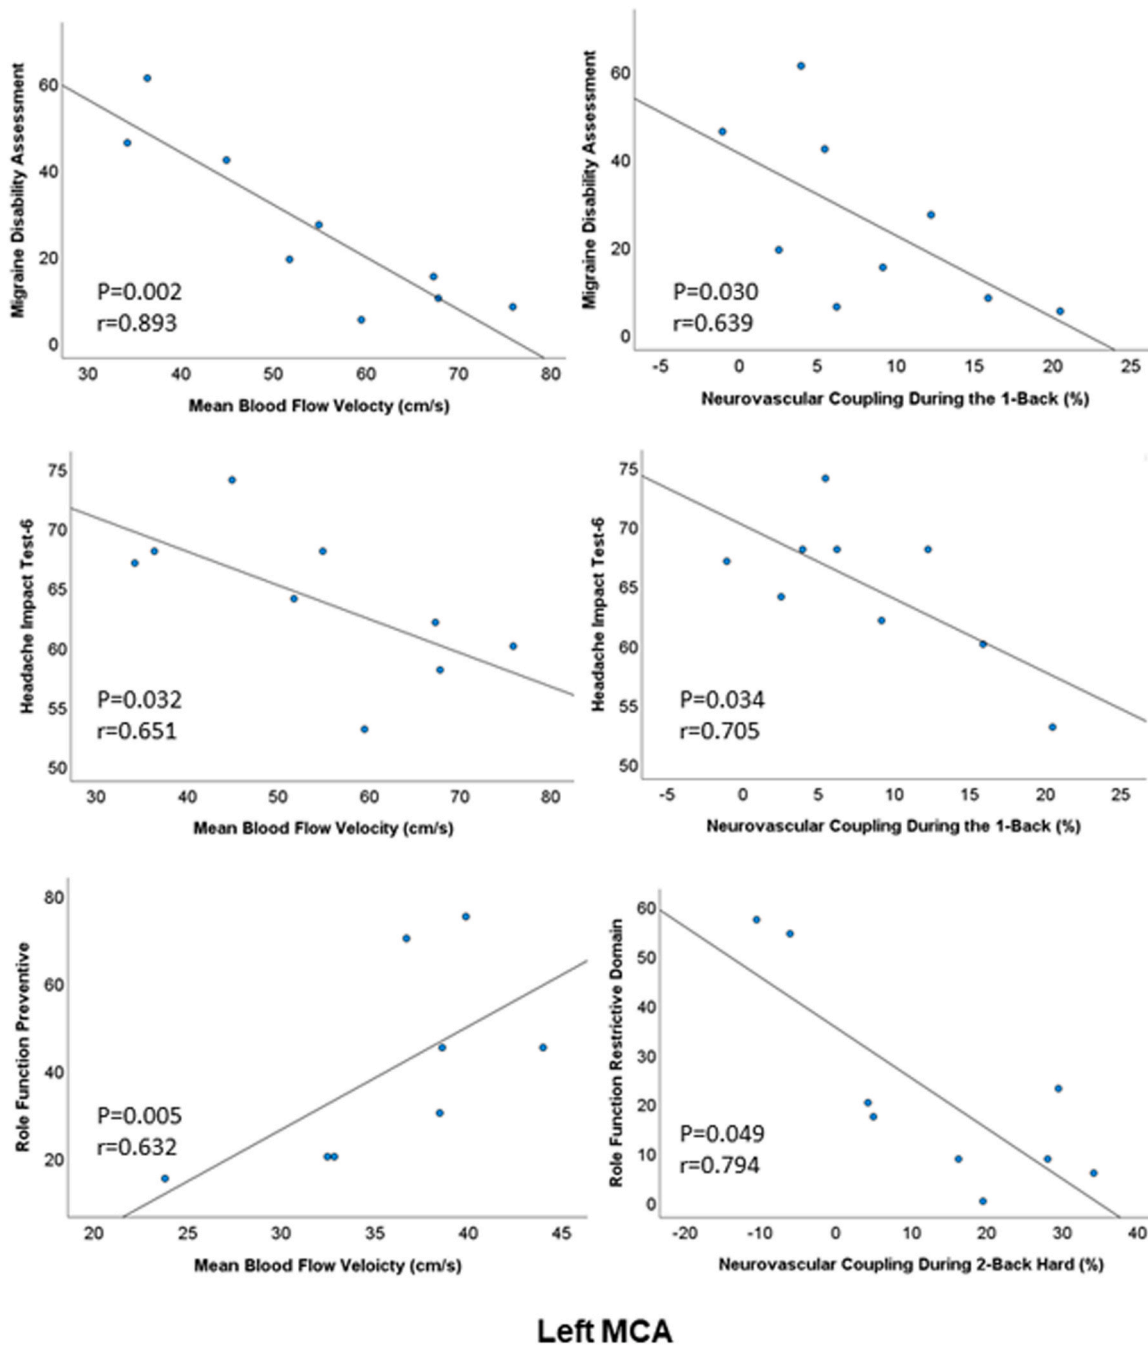 Migraine Disability Assessment
60
40
20
0
P=0.002
r=0.893
30 40 50 60 70 80
Mean Blood Flow Velocty (cm/s)
Migraine Disability Assessment
60
40
20
0
P=0.030
r=0.639
-5 0 5 10 15 20 25
Neurovascular Coupling During the 1-Back (%)
Headache Impact Test-6
75
70
65
60
55
50
P=0.032
r=0.651
30 40 50 60 70 80
Mean Blood Flow Velocity (cm/s)
Headache Impact Test-6
75
70
65
60
55
50
P=0.034
r=0.705
-5 0 5 10 15 20 25
Neurovascular Coupling During the 1-Back (%)
Role Function Preventive
80
60
40
20
P=0.005
r=0.632
20 25 30 35 40 45
Mean Blood Flow Veloicty (cm/s)
Role Function Restrictive Domain
60
50
40
30
20
10
0
P=0.049
r=0.794
-20 -10 0 10 20 30 40
Neurovascular Coupling During 2-Back Hard (%)
Left MCA